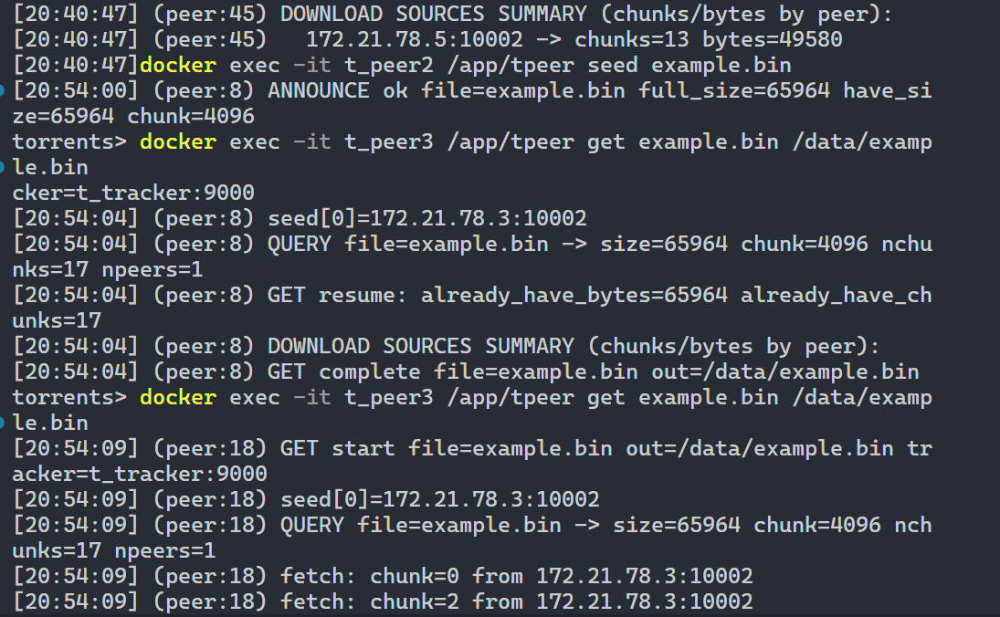 [20:40:47] (peer:45) DOWNLOAD SOURCES SUMMARY (chunks/bytes by peer):
[20:40:47] (peer:45)   172.21.78.5:10002 -> chunks=13 bytes=49580
[20:40:47]docker exec -it t_peer2 /app/tpeer seed example.bin
[20:54:00] (peer:8) ANNOUNCE ok file=example.bin full_size=65964 have_si
ze=65964 chunk=4096
torrents> docker exec -it t_peer3 /app/tpeer get example.bin /data/examp
le.bin
cker=t_tracker:9000
[20:54:04] (peer:8) seed[0]=172.21.78.3:10002
[20:54:04] (peer:8) QUERY file=example.bin -> size=65964 chunk=4096 nchu
nks=17 npeers=1
[20:54:04] (peer:8) GET resume: already_have_bytes=65964 already_have_ch
unks=17
[20:54:04] (peer:8) DOWNLOAD SOURCES SUMMARY (chunks/bytes by peer):
[20:54:04] (peer:8) GET complete file=example.bin out=/data/example.bin
torrents> docker exec -it t_peer3 /app/tpeer get example.bin /data/examp
le.bin
[20:54:09] (peer:18) GET start file=example.bin out=/data/example.bin tr
acker=t_tracker:9000
[20:54:09] (peer:18) seed[0]=172.21.78.3:10002
[20:54:09] (peer:18) QUERY file=example.bin -> size=65964 chunk=4096 nch
unks=17 npeers=1
[20:54:09] (peer:18) fetch: chunk=0 from 172.21.78.3:10002
[20:54:09] (peer:18) fetch: chunk=2 from 172.21.78.3:10002